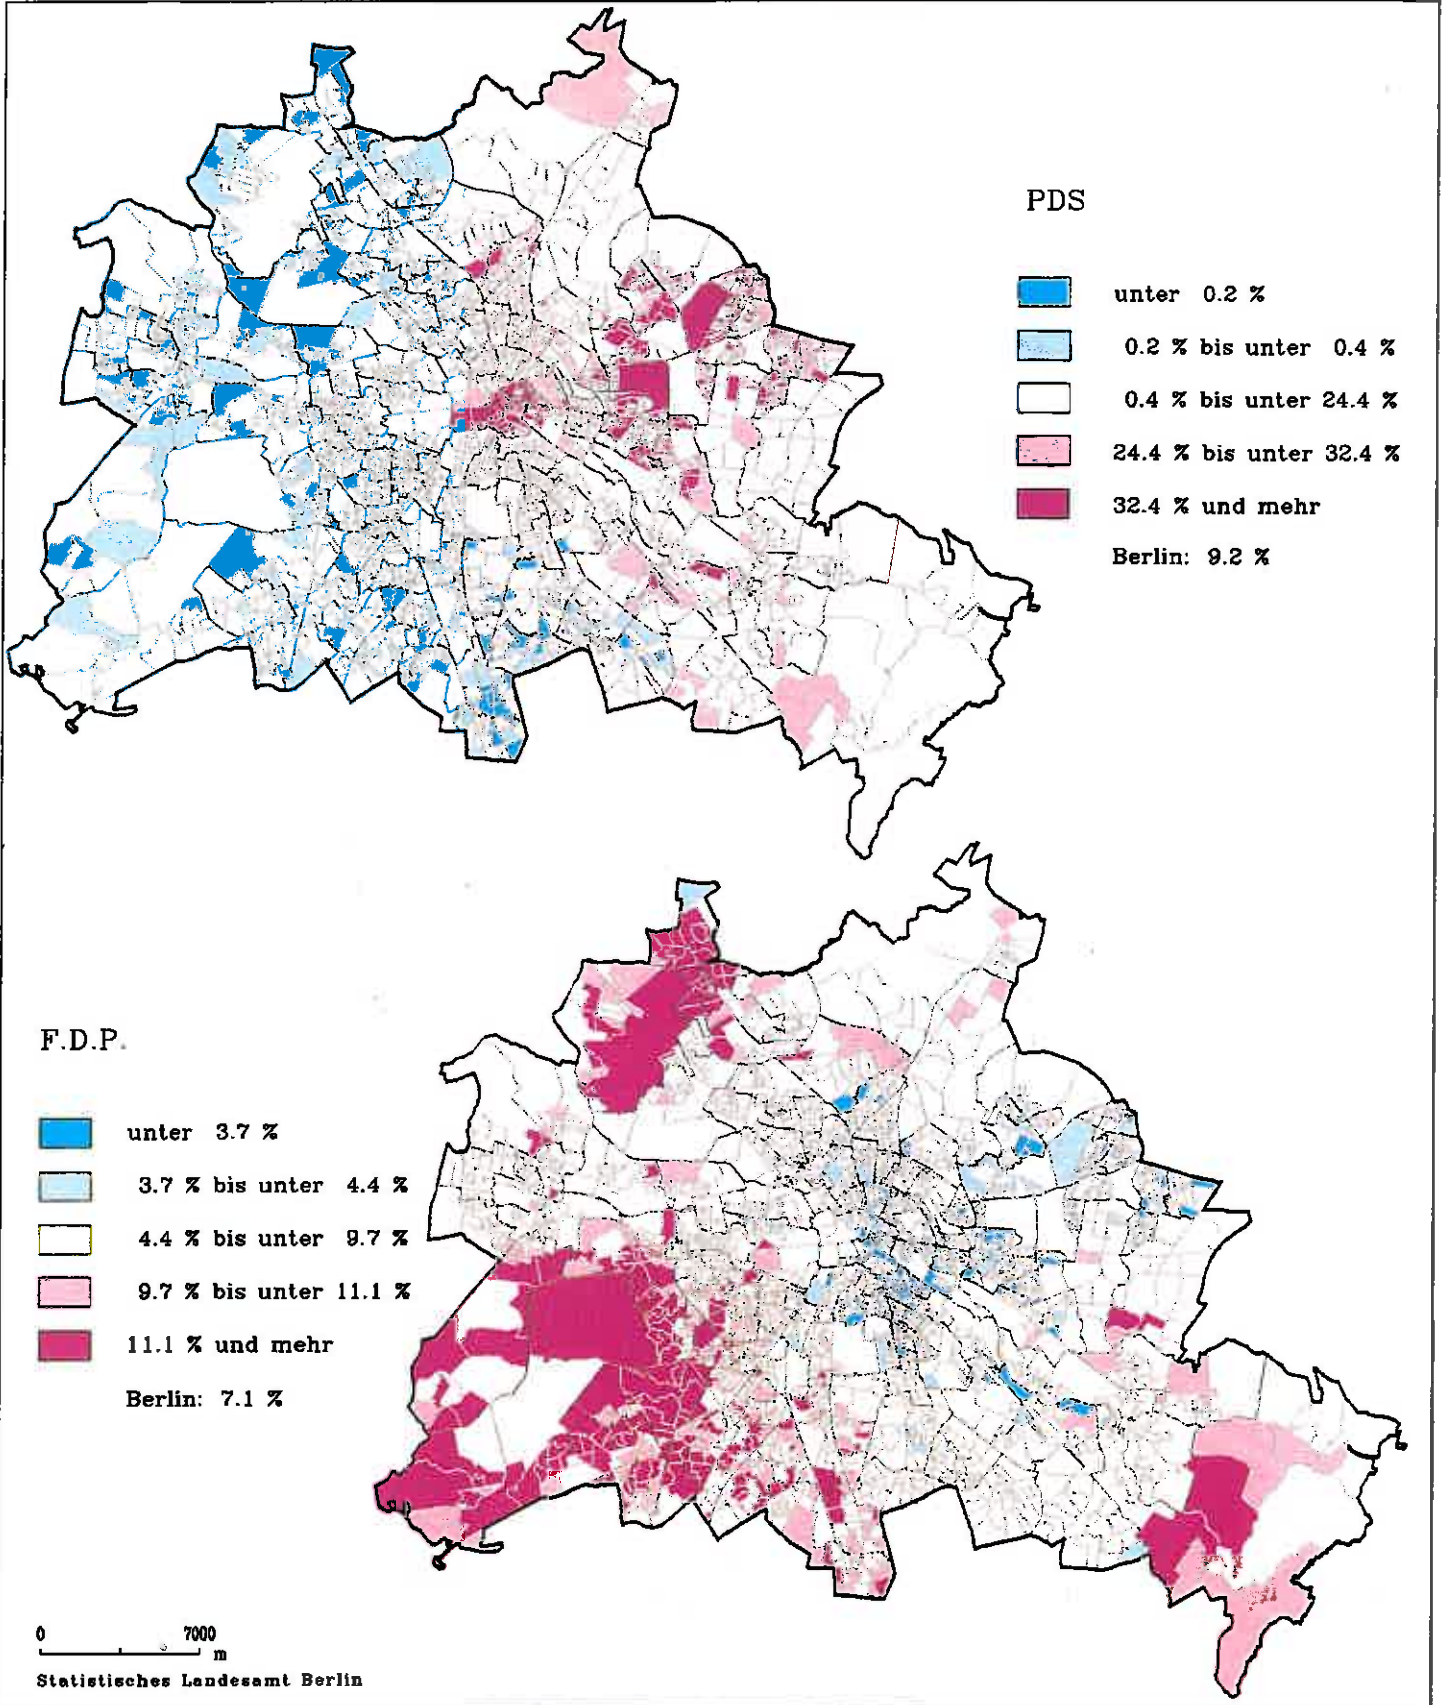 PDS
unter 0.2 %
0.2 % bis unter 0.4 %
0.4 % bis unter 24.4 %
24.4 % bis unter 32.4 %
32.4 % und mehr
Berlin: 9.2 %
F.D.P.
unter 3.7 %
3.7 % bis unter 4.4 %
4.4 % bis unter 9.7 %
9.7 % bis unter 11.1 %
11.1 % und mehr
Berlin: 7.1 %
0 7000
m
Statistisches Landesamt Berlin